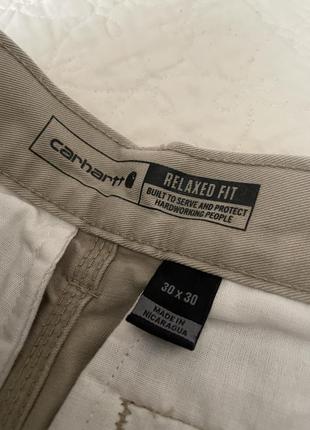 carhartt
RELAXED FIT
BUILT TO SERVE AND PROTECT
HARDWORKING PEOPLE
30 x 30
MADE IN
NICARAGUA